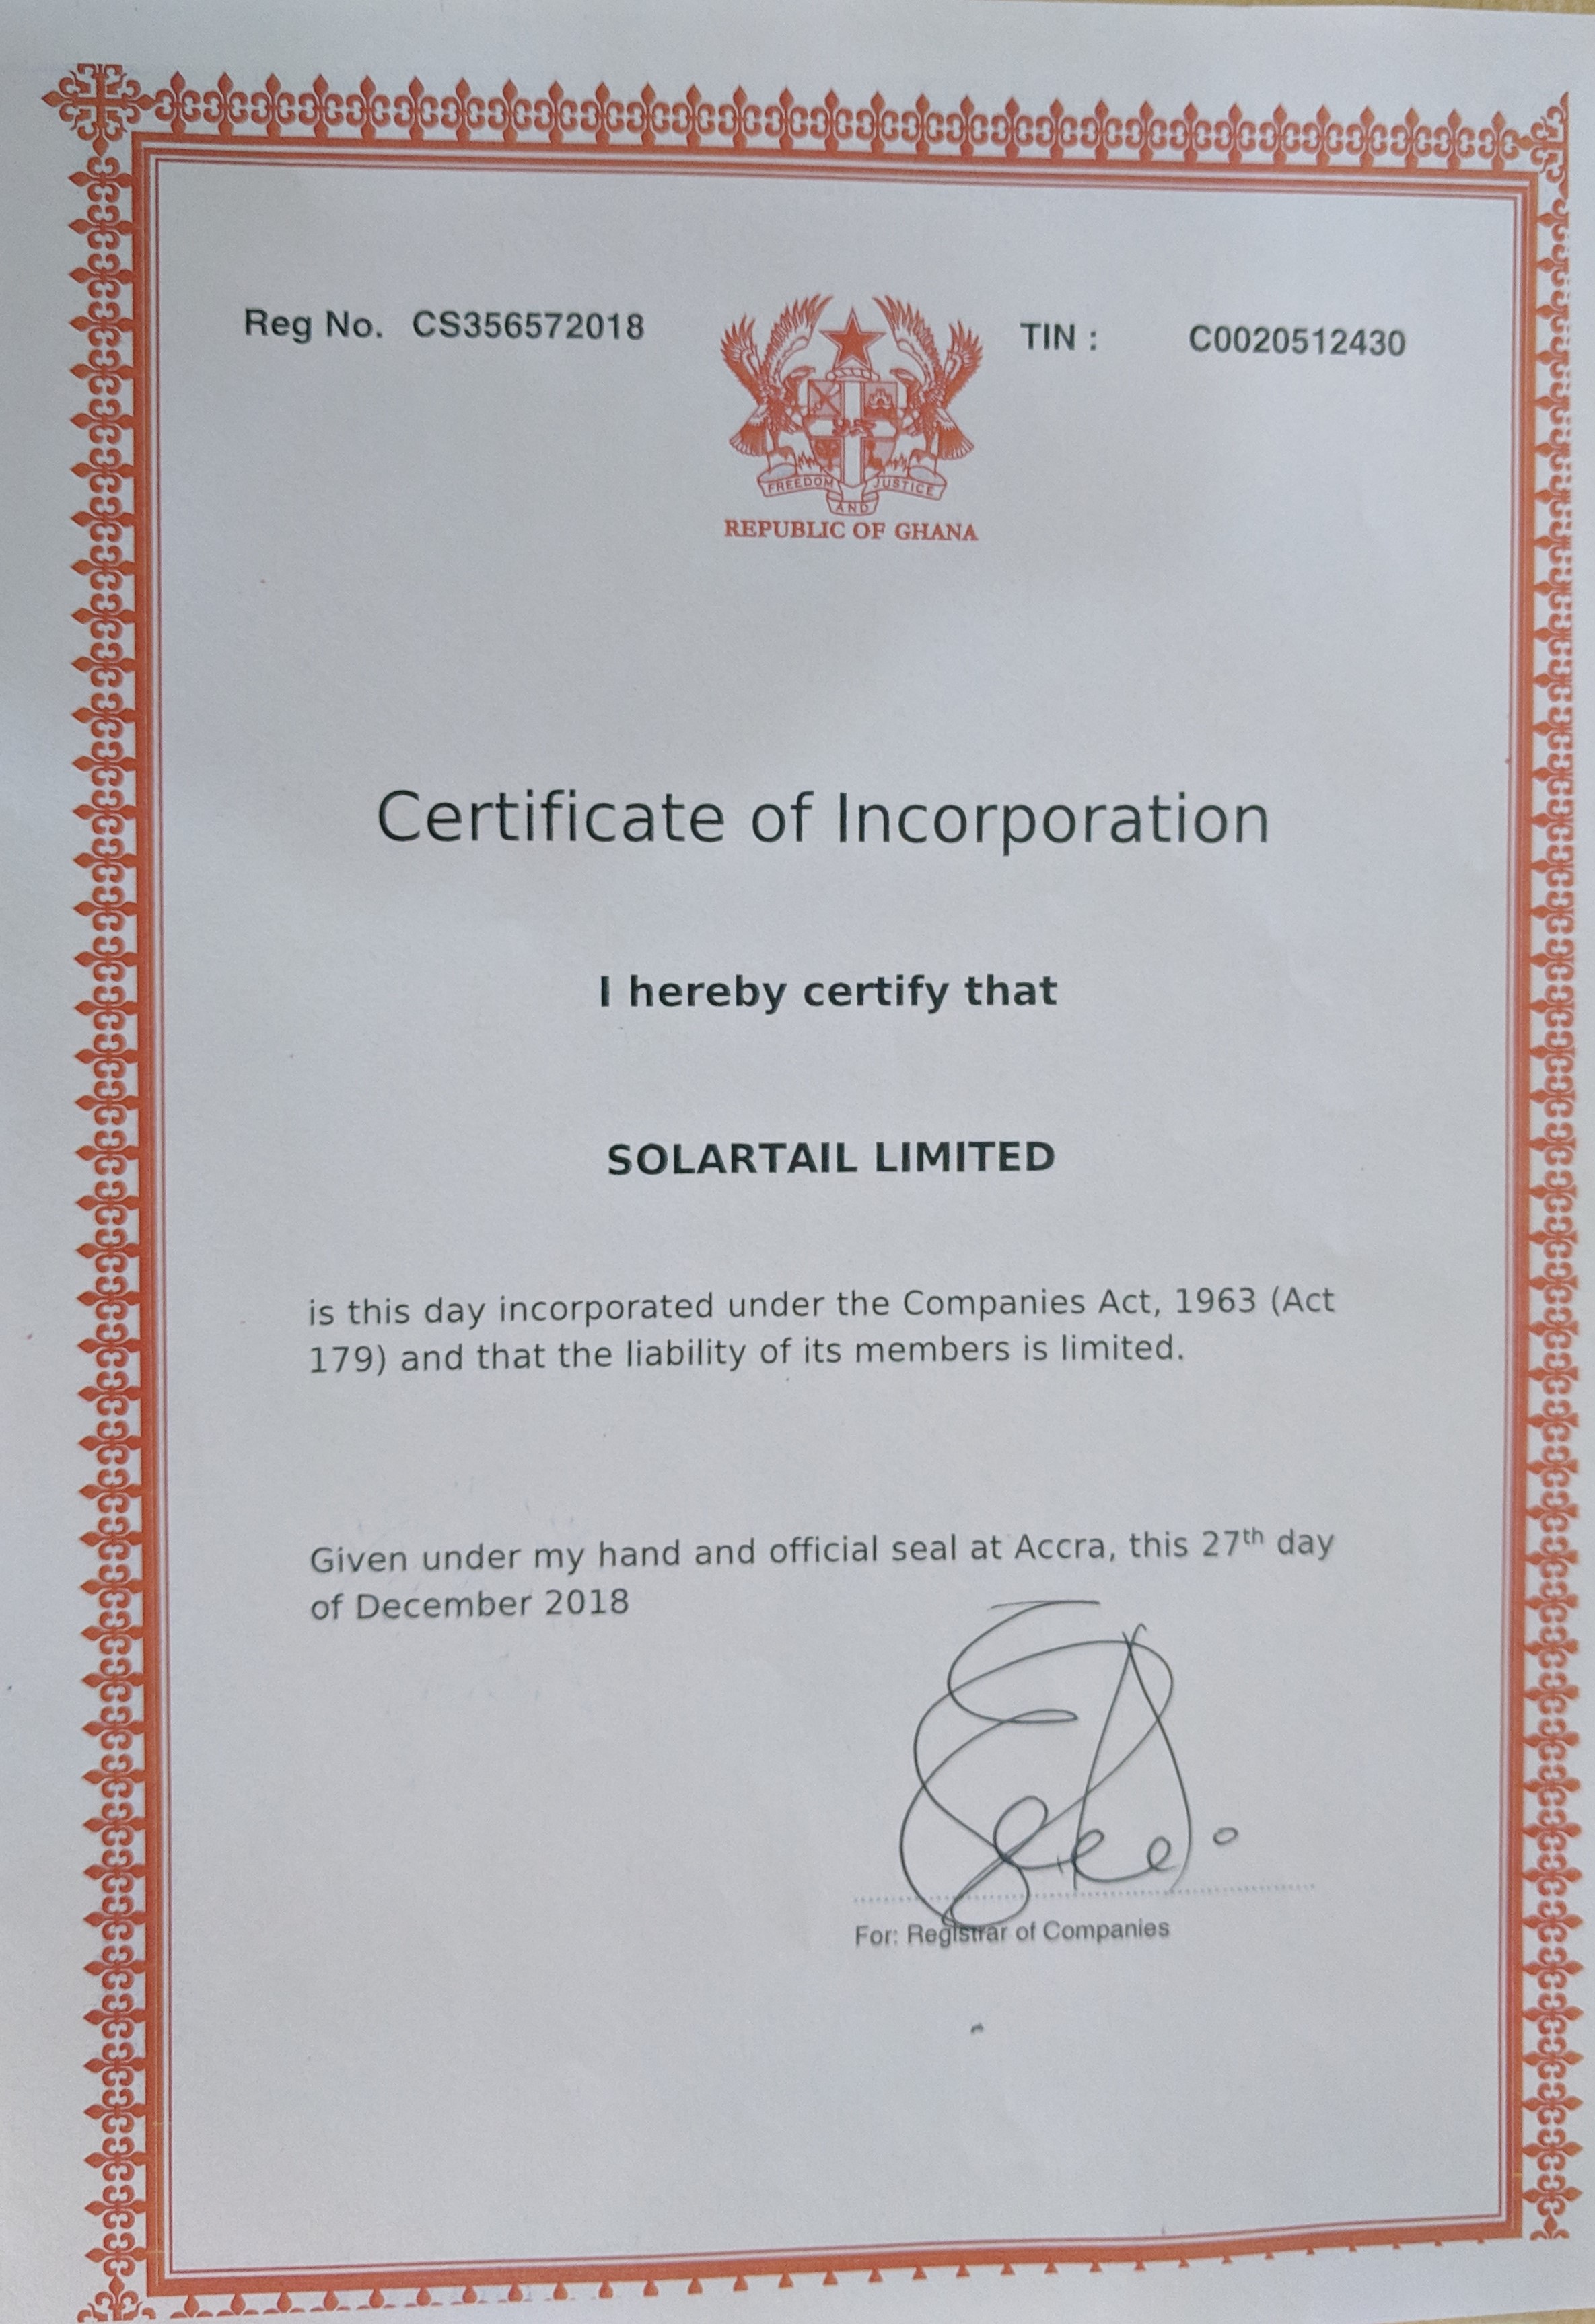 Reg No. CS356572018
TIN : C0020512430
FREEDOM AND JUSTICE
REPUBLIC OF GHANA
Certificate of Incorporation
I hereby certify that
SOLARTAIL LIMITED
is this day incorporated under the Companies Act, 1963 (Act
179) and that the liability of its members is limited.
Given under my hand and official seal at Accra, this 27th day
of December 2018
For: Registrar of Companies